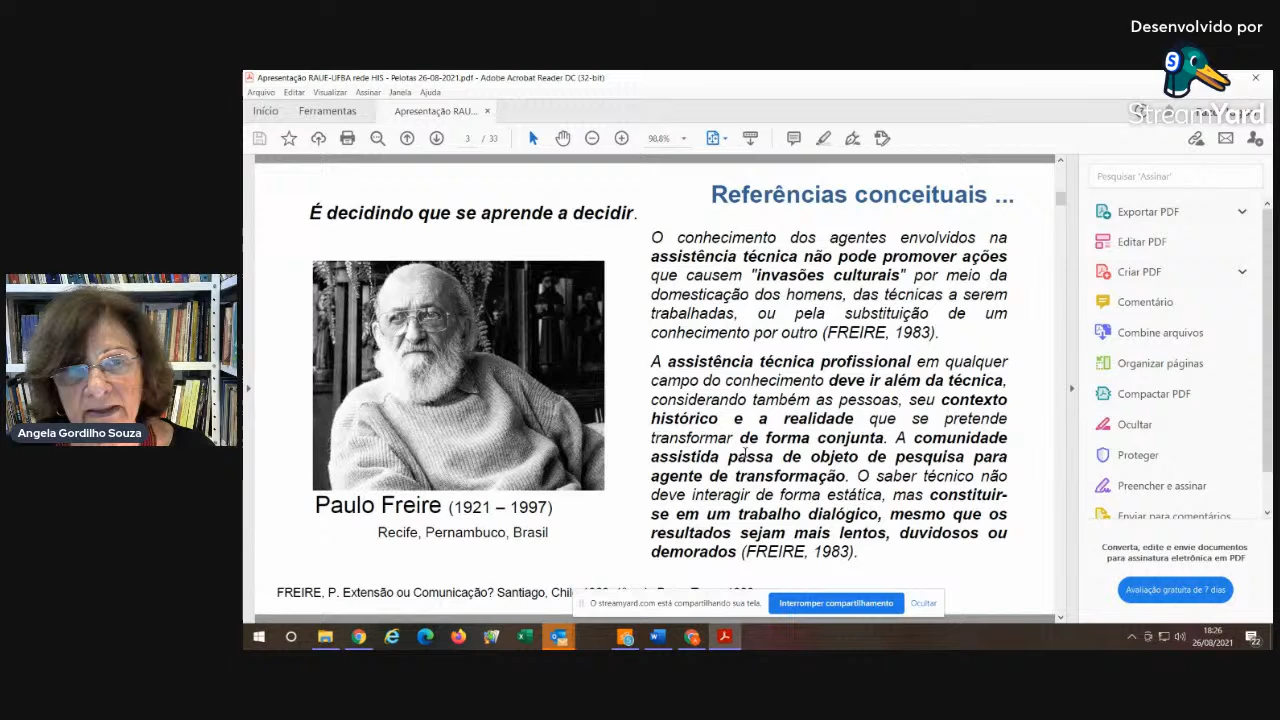 Desenvolvido por
StreamYard
Apresentação RAUE-UFBA rede HIS - Pelotas 26-08-2021.pdf - Adobe Acrobat Reader DC (32-bit)
Arquivo Editar Visualizar Assinar Janela Ajuda
Início Ferramentas Apresentação RAU... ×
3 / 33 98,8%
Referências conceituais ...
É decidindo que se aprende a decidir.
O conhecimento dos agentes envolvidos na
assistência técnica não pode promover ações
que causem "invasões culturais" por meio da
domesticação dos homens, das técnicas a serem
trabalhadas, ou pela substituição de um
conhecimento por outro (FREIRE, 1983).
A assistência técnica profissional em qualquer
campo do conhecimento deve ir além da técnica,
considerando também as pessoas, seu contexto
histórico e a realidade que se pretende
transformar de forma conjunta. A comunidade
assistida passa de objeto de pesquisa para
agente de transformação. O saber técnico não
deve interagir de forma estática, mas constituir-
se em um trabalho dialógico, mesmo que os
resultados sejam mais lentos, duvidosos ou
demorados (FREIRE, 1983).
Paulo Freire (1921 – 1997)
Recife, Pernambuco, Brasil
FREIRE, P. Extensão ou Comunicação? Santiago, Chil
Pesquisar 'Assinar'
Exportar PDF
Editar PDF
Criar PDF
Comentário
Combine arquivos
Organizar páginas
Compactar PDF
Ocultar
Proteger
Preencher e assinar
Enviar para comentários
Converta, edite e envie documentos
para assinatura eletrônica em PDF
Avaliação gratuita de 7 dias
O streamyard.com está compartilhando sua tela. Interromper compartilhamento Ocultar
Angela Gordilho Souza
18:26
26/08/2021
22